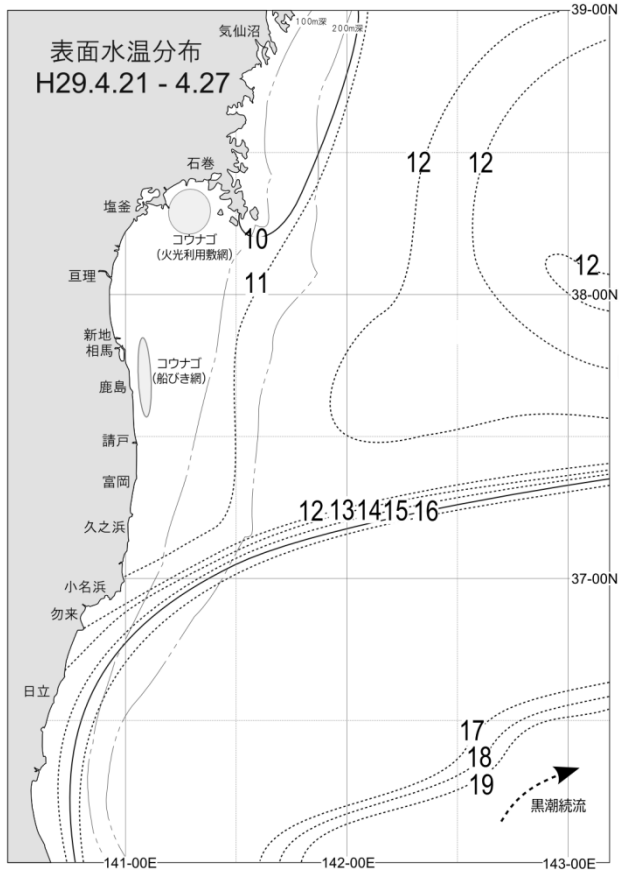 39-00N
気仙沼
100m深
200m深
表面水温分布
H29.4.21 - 4.27
12
12
石巻
塩釜
コウナゴ
(火光利用敷網)
10
12
亘理
11
38-00N
新地
相馬
コウナゴ
(船びき網)
鹿島
請戸
富岡
12 13 14 15 16
久之浜
37-00N
小名浜
勿来
日立
17
18
19
黒潮続流
141-00E
142-00E
143-00E